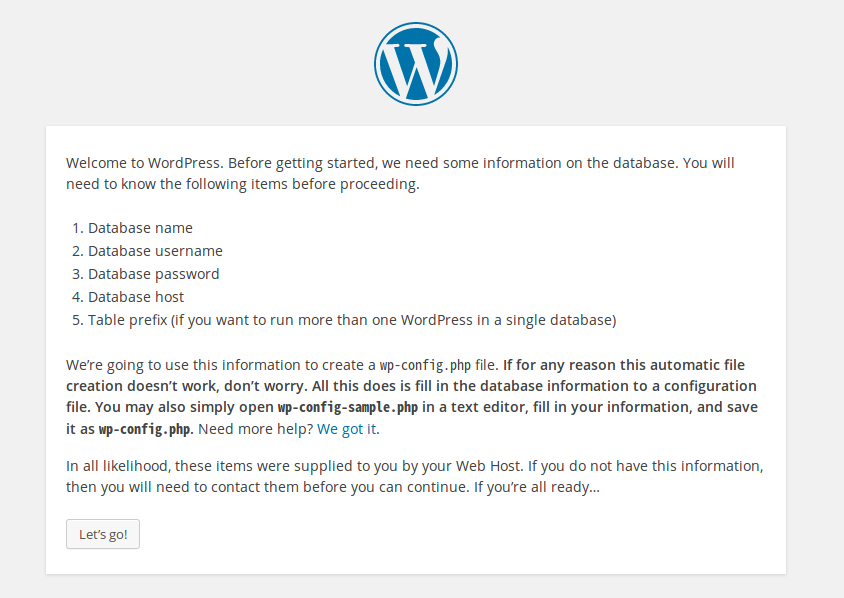 Welcome to WordPress. Before getting started, we need some information on the database. You will
need to know the following items before proceeding.
1. Database name
2. Database username
3. Database password
4. Database host
5. Table prefix (if you want to run more than one WordPress in a single database)
We’re going to use this information to create a wp-config.php file. If for any reason this automatic file
creation doesn’t work, don’t worry. All this does is fill in the database information to a configuration
file. You may also simply open wp-config-sample.php in a text editor, fill in your information, and save
it as wp-config.php. Need more help? We got it.
In all likelihood, these items were supplied to you by your Web Host. If you do not have this information,
then you will need to contact them before you can continue. If you’re all ready…
Let’s go!